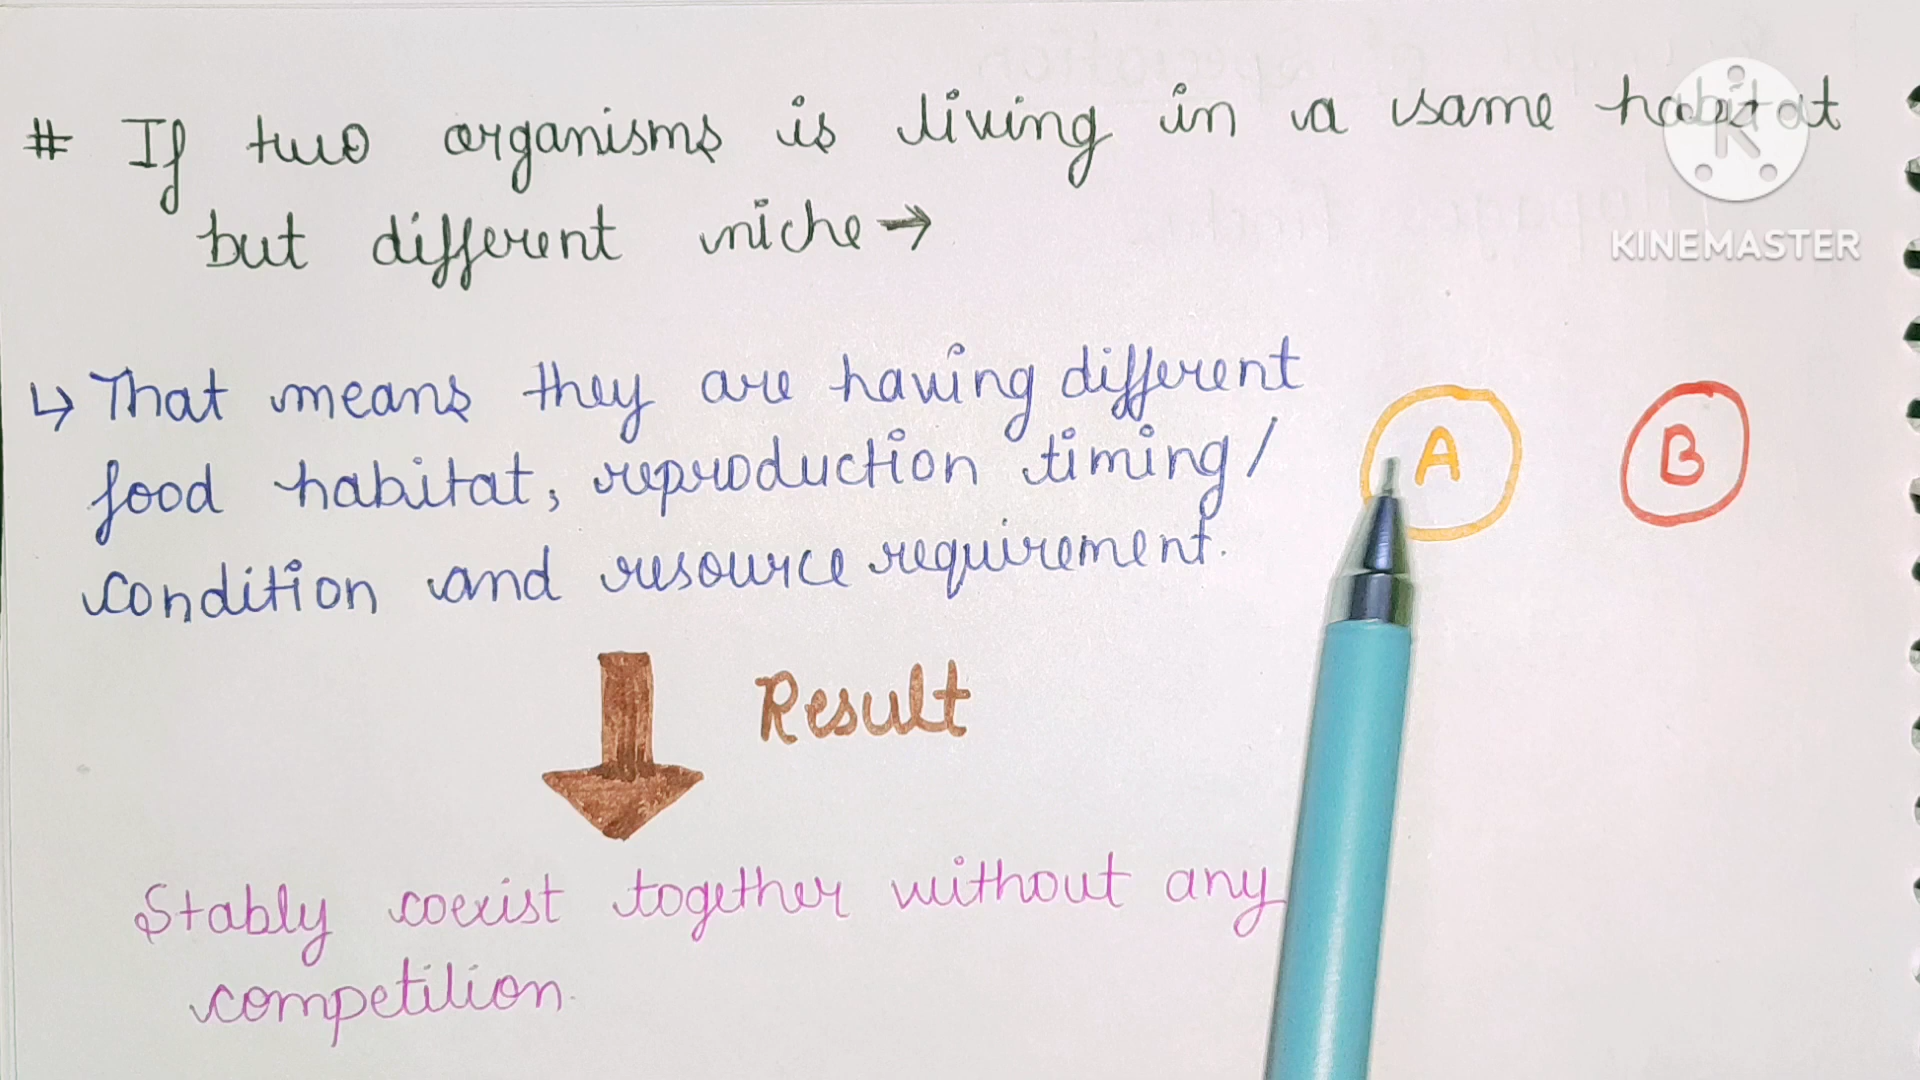 # If two organisms is living in a same habitat
but different niche →
↳ That means they are having different
food habitat, reproduction timing/
condition and resource requirement.
A
B
Result
Stably coexist together without any
competition.
K
KINEMASTER